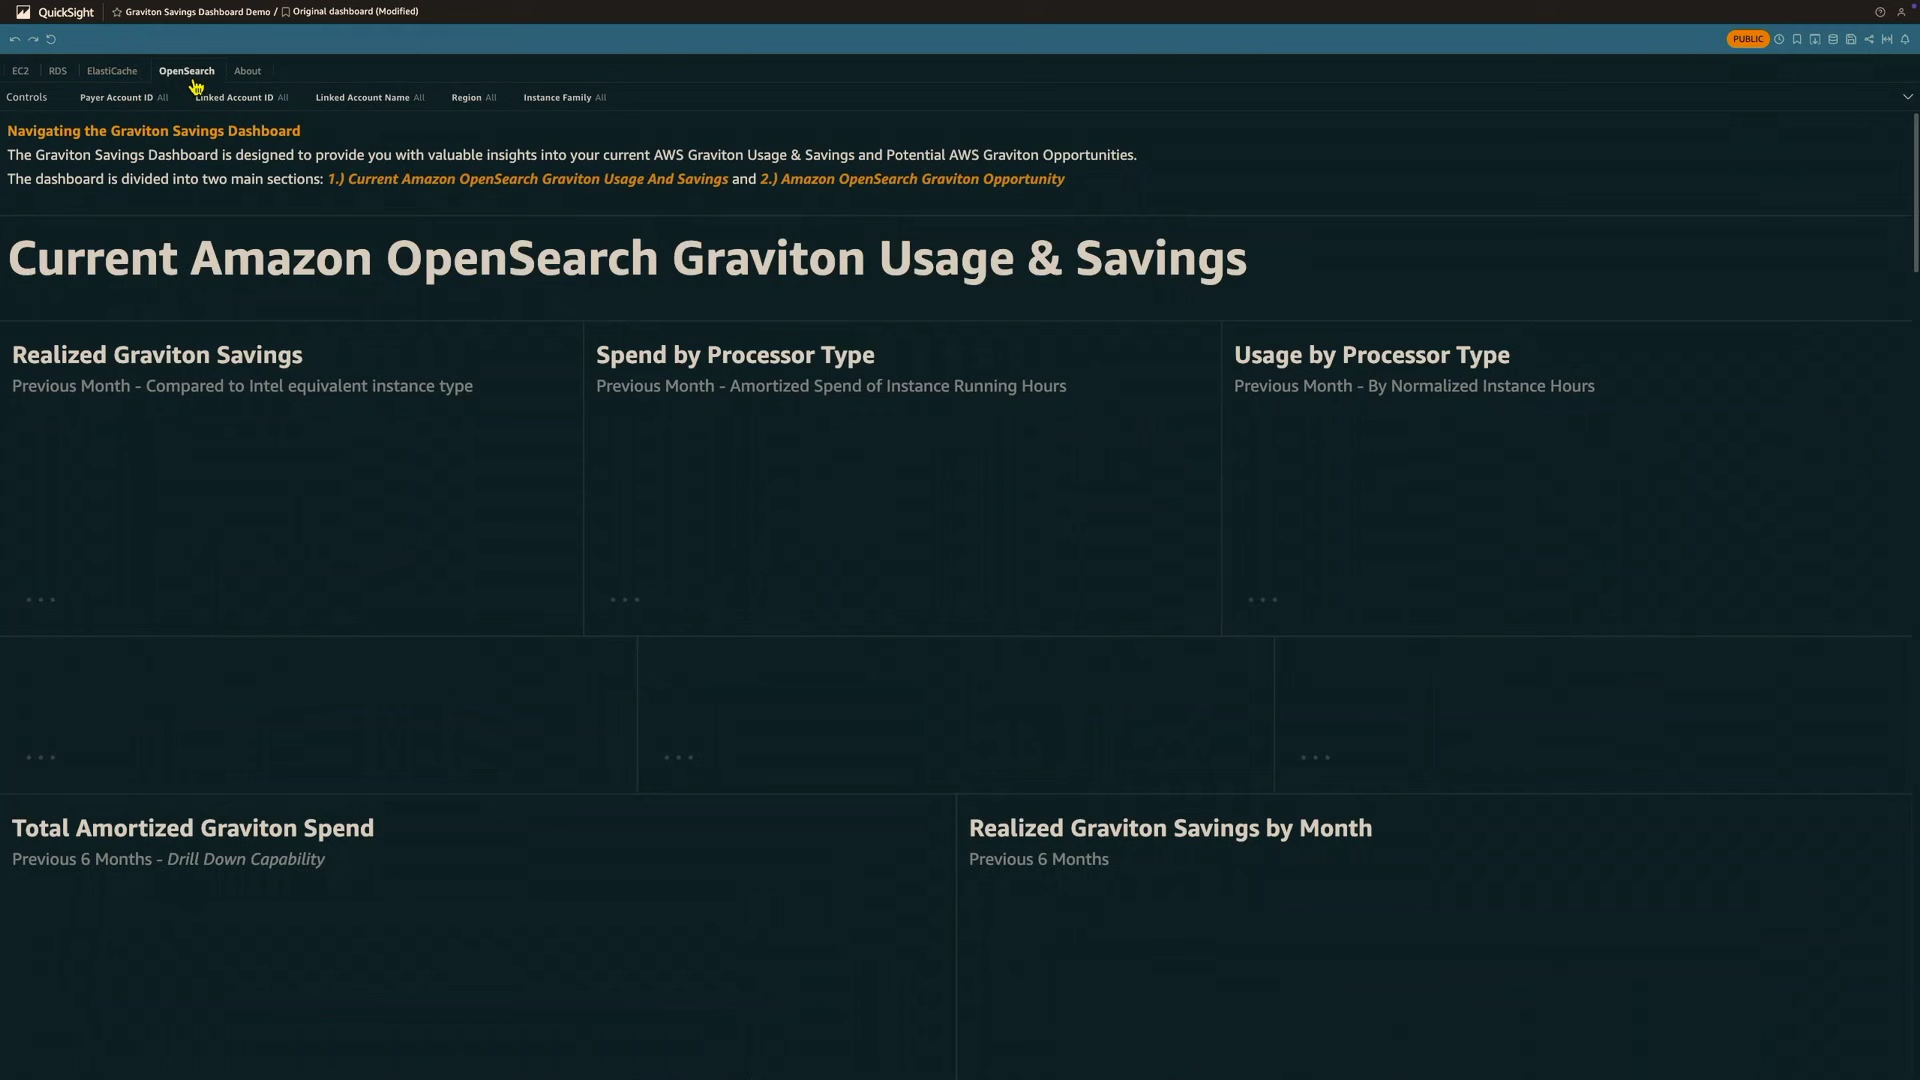 QuickSight
Graviton Savings Dashboard Demo / Original dashboard (Modified)
PUBLIC
EC2 RDS ElastiCache OpenSearch About
Controls Payer Account ID All Linked Account ID All Linked Account Name All Region All Instance Family All
Navigating the Graviton Savings Dashboard
The Graviton Savings Dashboard is designed to provide you with valuable insights into your current AWS Graviton Usage & Savings and Potential AWS Graviton Opportunities.
The dashboard is divided into two main sections: 1.) Current Amazon OpenSearch Graviton Usage And Savings and 2.) Amazon OpenSearch Graviton Opportunity
Current Amazon OpenSearch Graviton Usage & Savings
Realized Graviton Savings
Previous Month - Compared to Intel equivalent instance type
Spend by Processor Type
Previous Month - Amortized Spend of Instance Running Hours
Usage by Processor Type
Previous Month - By Normalized Instance Hours
Total Amortized Graviton Spend
Previous 6 Months - Drill Down Capability
Realized Graviton Savings by Month
Previous 6 Months